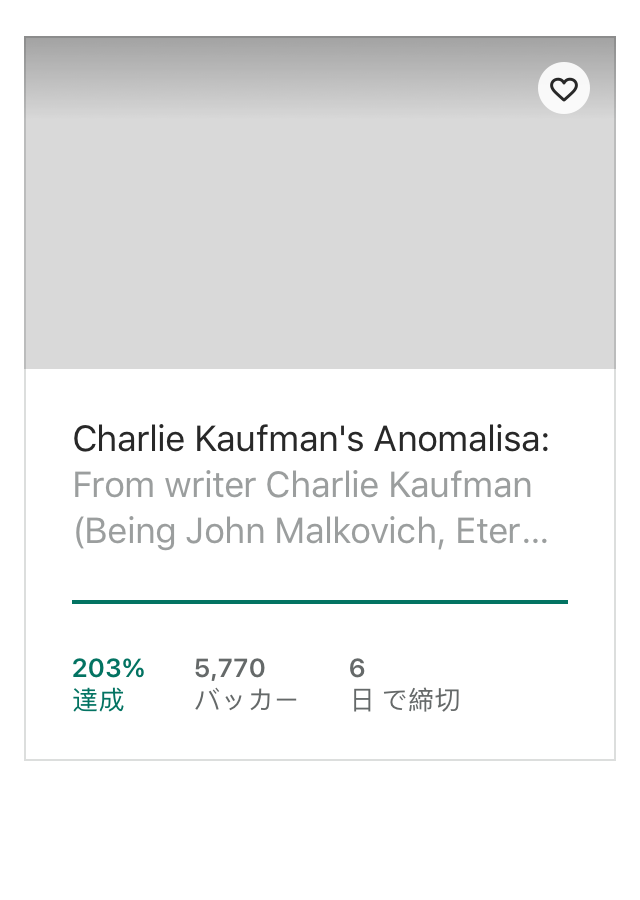 Charlie Kaufman's Anomalisa:
From writer Charlie Kaufman
(Being John Malkovich, Eter...
203% 5,770 6
達成 バッカー 日 で締切